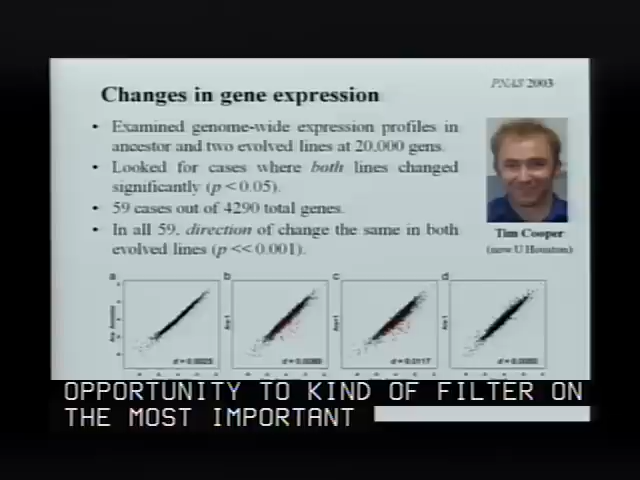 PNAS 2003
Changes in gene expression
• Examined genome-wide expression profiles in
ancestor and two evolved lines at 20,000 gens.
• Looked for cases where both lines changed
significantly (p < 0.05).
• 59 cases out of 4290 total genes.
• In all 59, direction of change the same in both
evolved lines (p << 0.001).
Tim Cooper
(now U Houston)
a
b
c
d
OPPORTUNITY TO KIND OF FILTER ON
THE MOST IMPORTANT